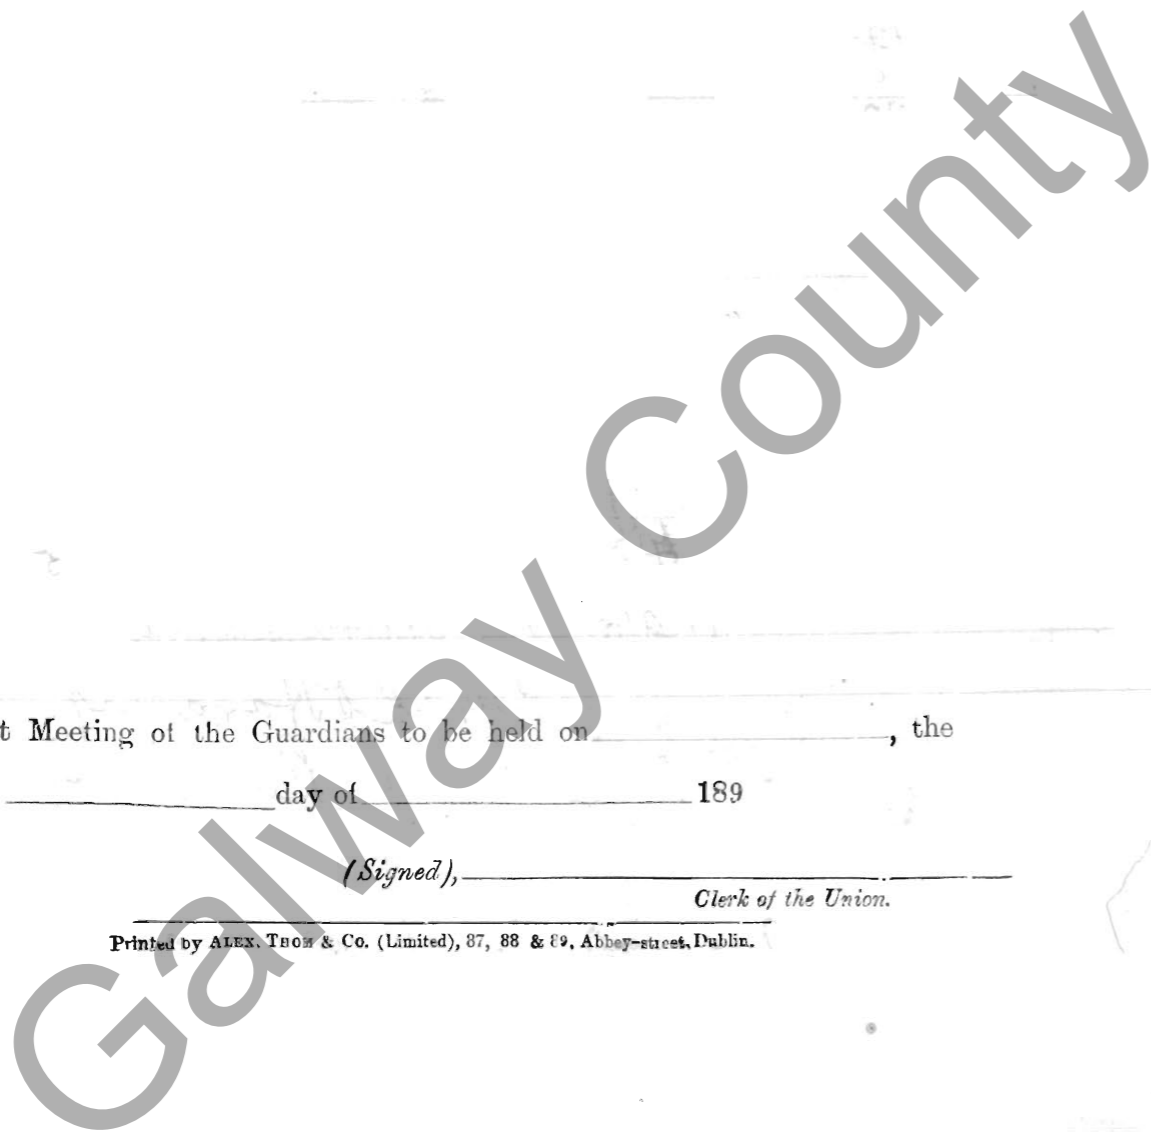 t Meeting of the Guardians to be held on , the
day of 189
(Signed),
Clerk of the Union.
Printed by ALEX. THOM & Co. (Limited), 87, 88 & 89, Abbey-street, Dublin.
Galway County